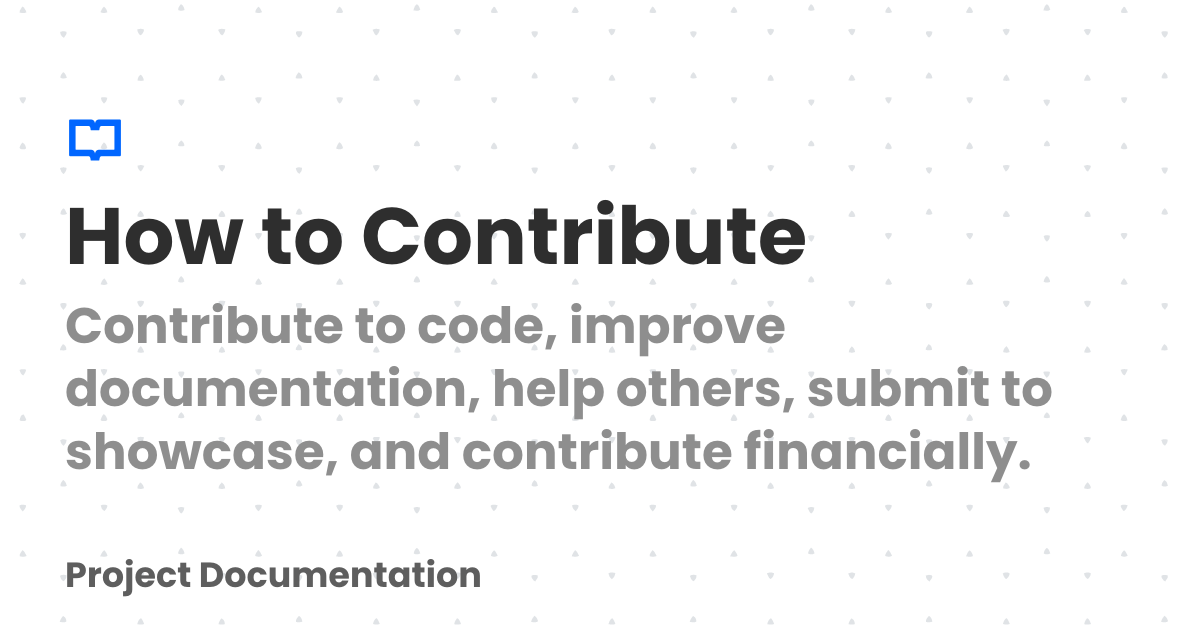 How to Contribute
Contribute to code, improve
documentation, help others, submit to
showcase, and contribute financially.
Project Documentation